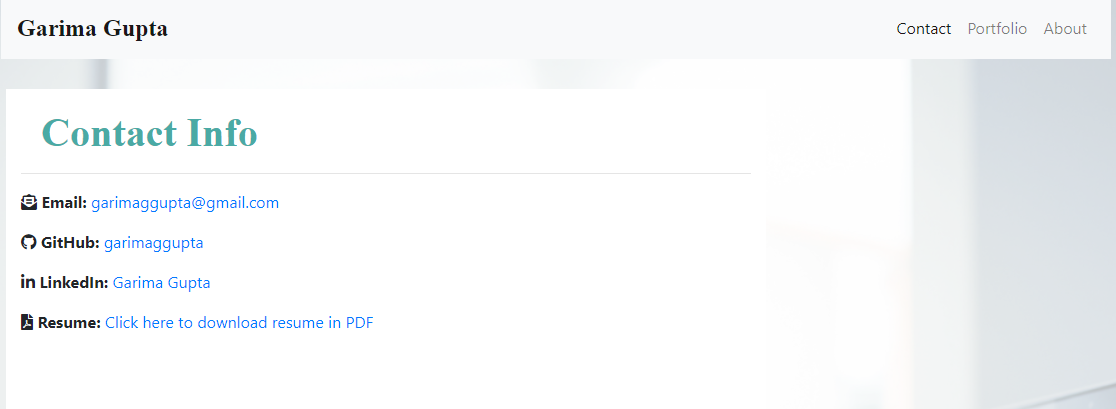 Garima Gupta
Contact Portfolio About
Contact Info
Email: garimaggupta@gmail.com
GitHub: garimaggupta
LinkedIn: Garima Gupta
Resume: Click here to download resume in PDF